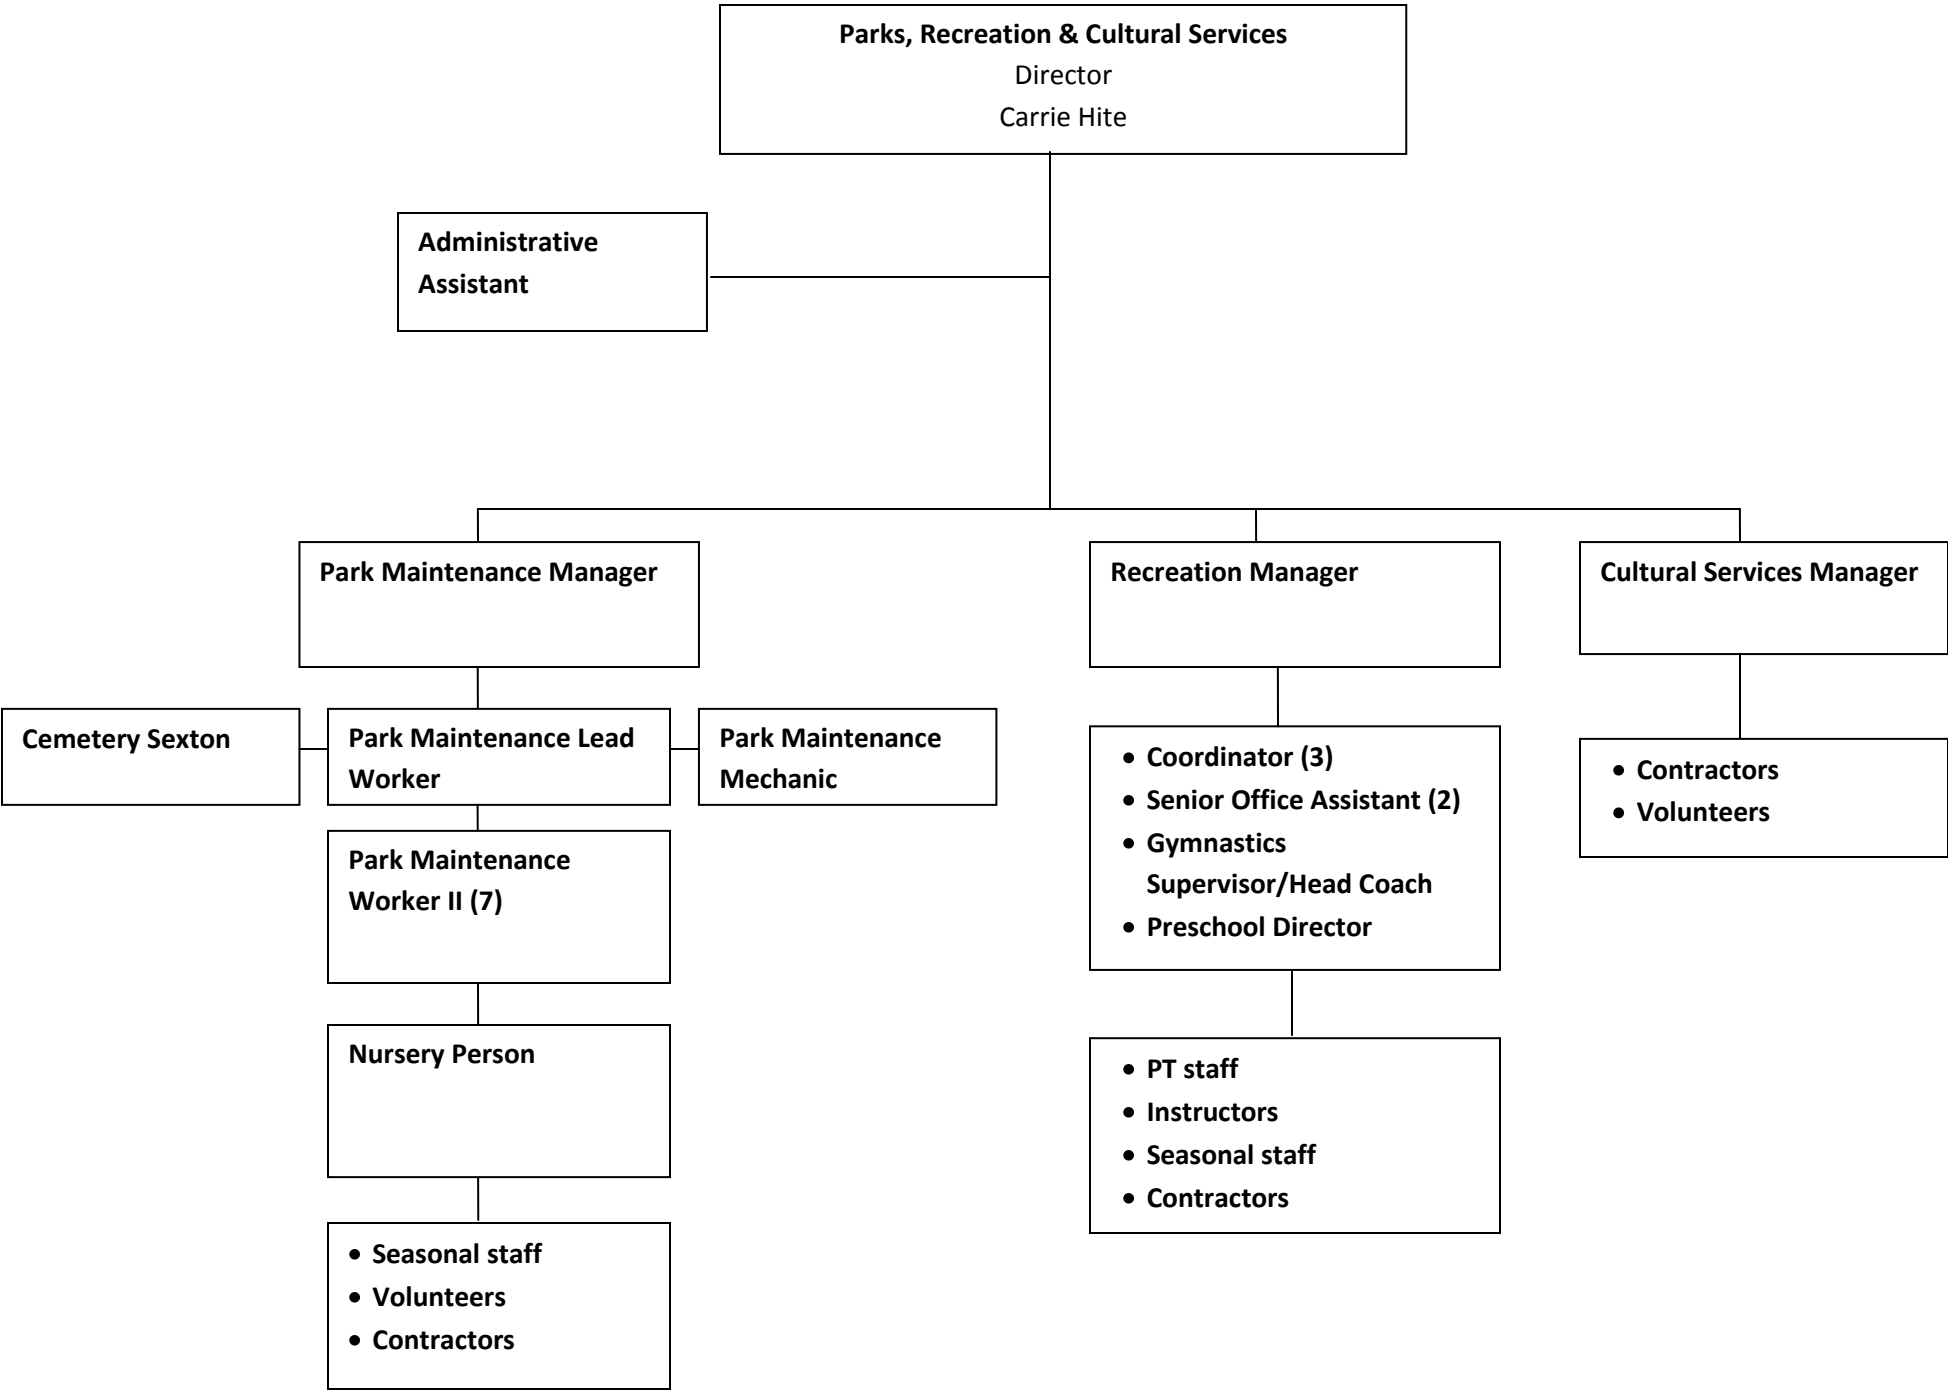 Parks, Recreation & Cultural Services
Director
Carrie Hite
Administrative
Assistant
Park Maintenance Manager
Recreation Manager
Cultural Services Manager
Cemetery Sexton
Park Maintenance Lead
Worker
Park Maintenance
Mechanic
• Coordinator (3)
• Senior Office Assistant (2)
• Gymnastics
Supervisor/Head Coach
• Preschool Director
• Contractors
• Volunteers
Park Maintenance
Worker II (7)
Nursery Person
• PT staff
• Instructors
• Seasonal staff
• Contractors
• Seasonal staff
• Volunteers
• Contractors